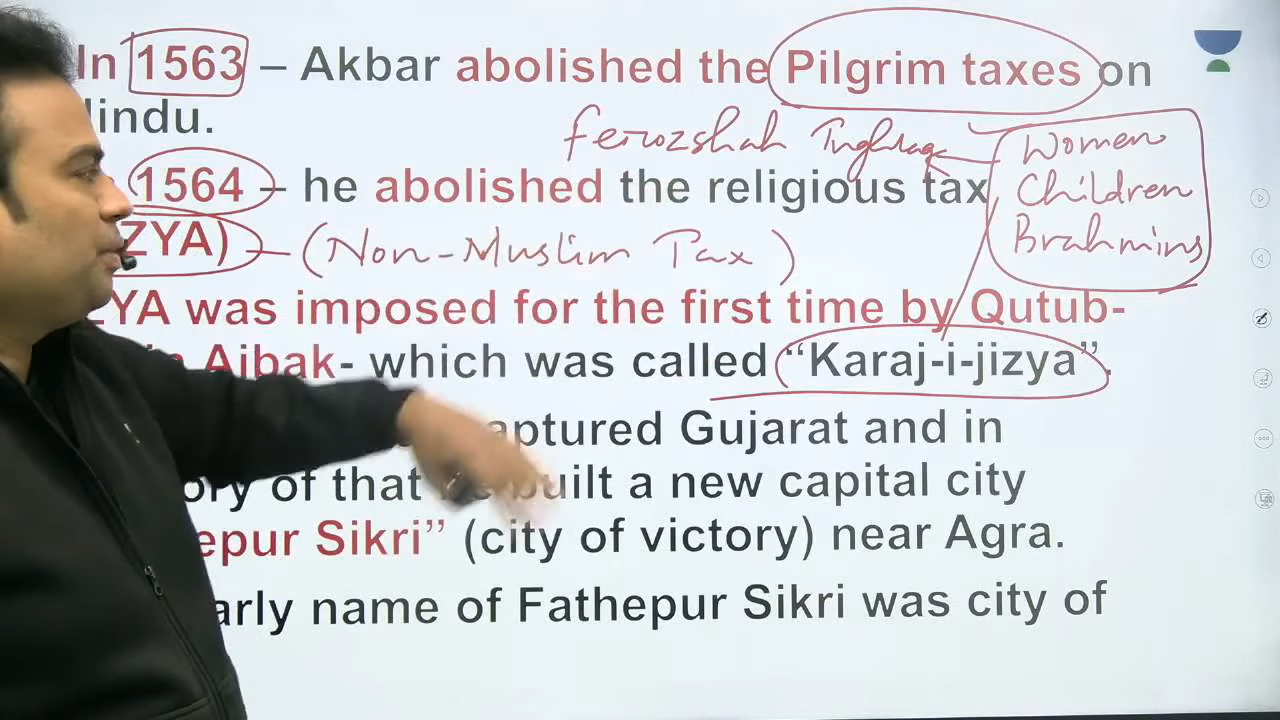 In 1563 – Akbar abolished the Pilgrim taxes on
Hindu.
ferozshah Tughlaq
Women
Children
Brahmins
1564 – he abolished the religious tax
ZYA) – (Non-Muslim Tax)
ZYA was imposed for the first time by Qutub-
Aibak- which was called “Karaj-i-jizya”.
aptured Gujarat and in
ory of that he built a new capital city
epur Sikri” (city of victory) near Agra.
arly name of Fathepur Sikri was city of